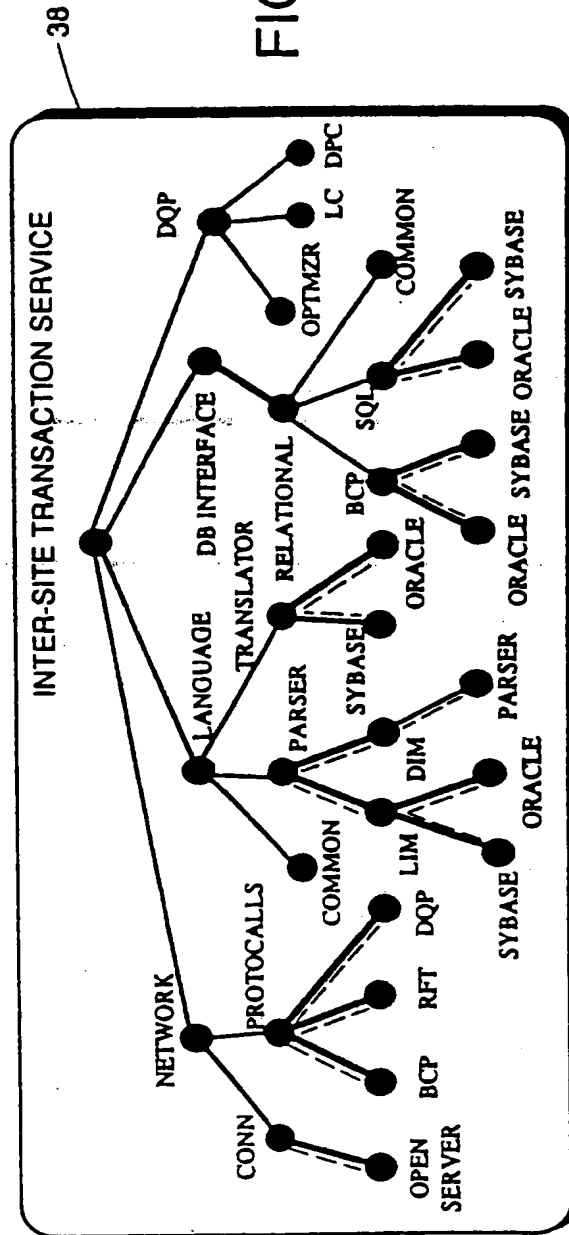 38
FIG
INTER-SITE TRANSACTION SERVICE
NETWORK
LANGUAGE
DB INTERFACE
DQP
CONN
PROTOCALLS
COMMON
PARSER
TRANSLATOR
RELATIONAL
OPTMZR
LC
DPC
OPEN
SERVER
BCP
RFT
DQP
LIM
DIM
SYBASE
ORACLE
BCP
SQL
COMMON
SYBASE
ORACLE
PARSER
ORACLE
SYBASE
ORACLE
SYBASE